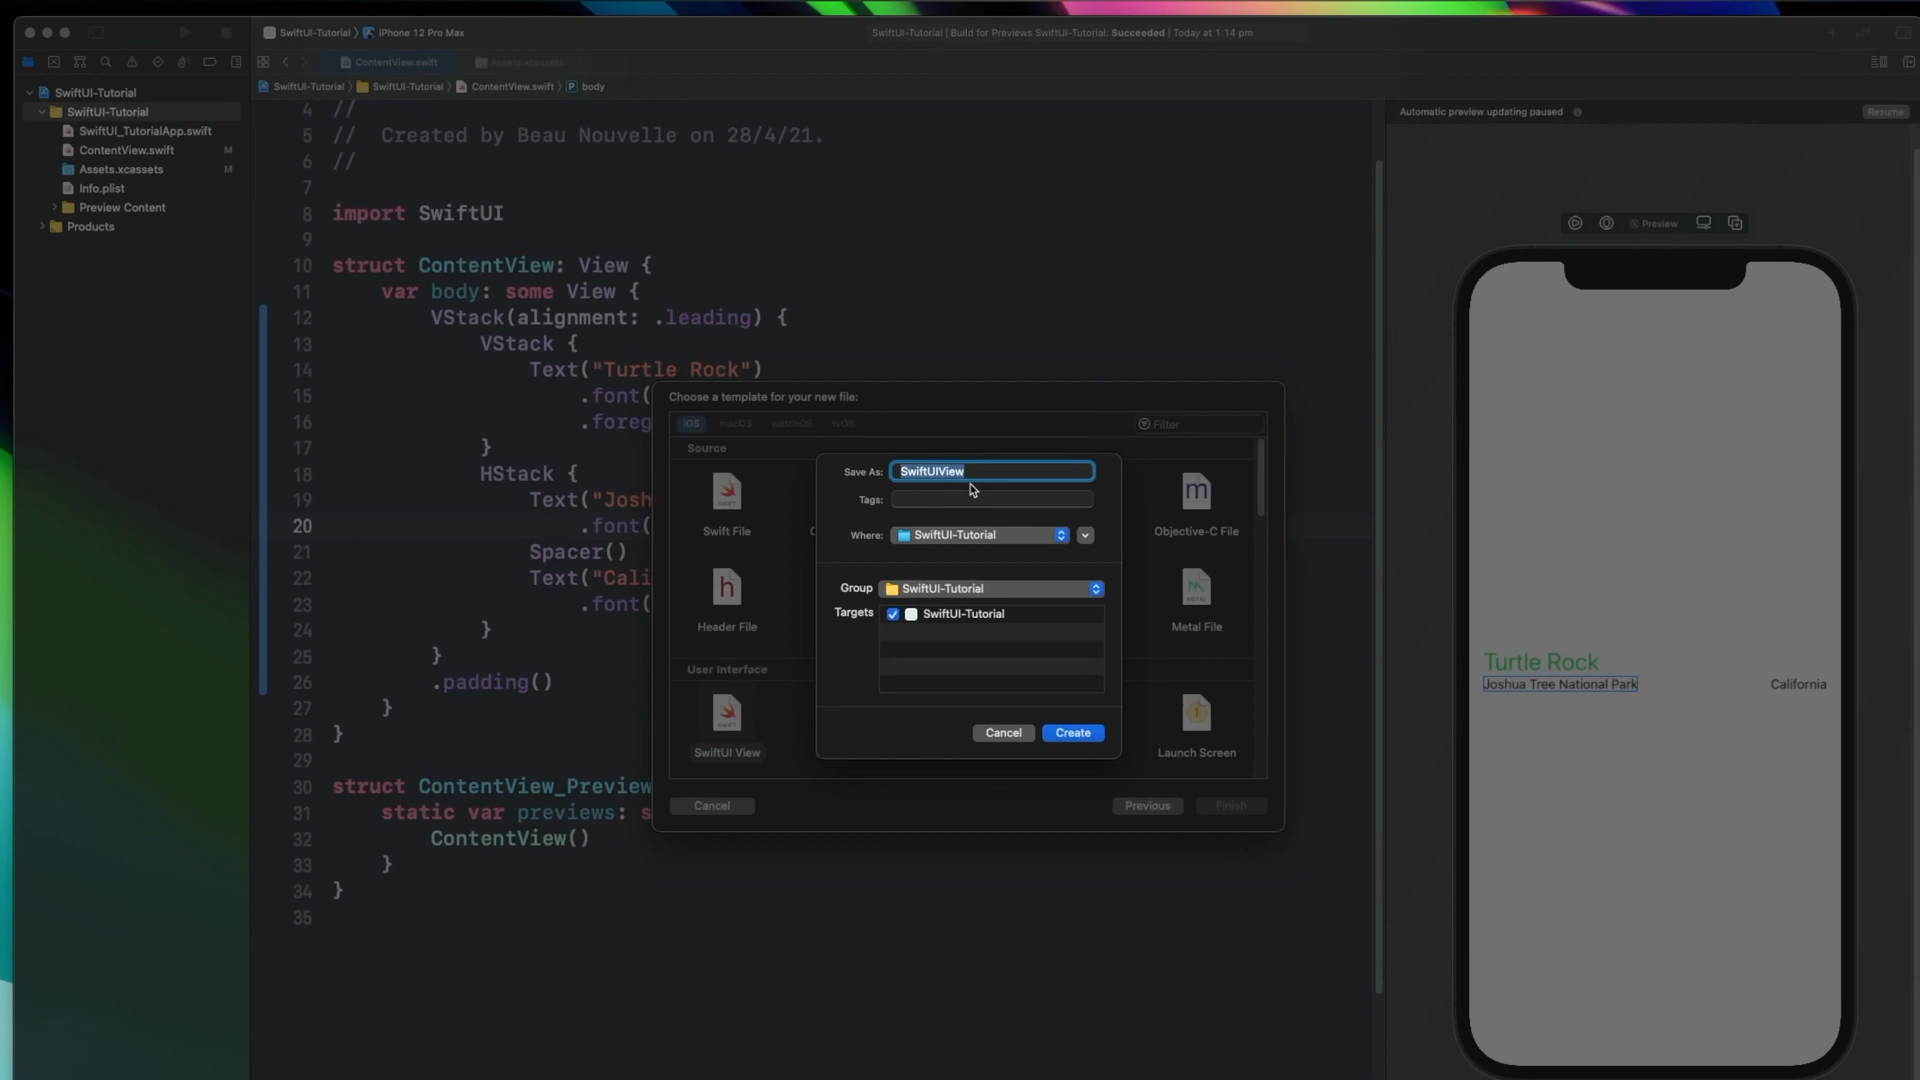 SwiftUI-Tutorial 〉 iPhone 12 Pro Max
SwiftUI-Tutorial | Build for Previews SwiftUI-Tutorial: Succeeded | Today at 1:14 pm
ContentView.swift
Assets.xcassets
SwiftUI-Tutorial 〉 SwiftUI-Tutorial 〉 ContentView.swift 〉 P body
SwiftUI-Tutorial
SwiftUI-Tutorial
SwiftUI_TutorialApp.swift
ContentView.swift M
Assets.xcassets M
Info.plist
Preview Content
Products
4 //
5 // Created by Beau Nouvelle on 28/4/21.
6 //
7
8 import SwiftUI
9
10 struct ContentView: View {
11 var body: some View {
12 VStack(alignment: .leading) {
13 VStack {
14 Text("Turtle Rock")
15 .font(
16 .foreg
17 }
18 HStack {
19 Text("Josh
20 .font(
21 Spacer()
22 Text("Cali
23 .font(
24 }
25 }
26 .padding()
27 }
28 }
29
30 struct ContentView_Preview
31 static var previews: s
32 ContentView()
33 }
34 }
35
Choose a template for your new file:
iOS macOS watchOS tvOS
Filter
Source
Swift File
Objective-C File
h
Header File
m
METAL
Metal File
User Interface
SwiftUI View
1
Launch Screen
Cancel
Previous
Finish
Save As: SwiftUIView
Tags:
Where: SwiftUI-Tutorial
Group SwiftUI-Tutorial
Targets SwiftUI-Tutorial
Cancel
Create
Automatic preview updating paused
Resume
Preview
Turtle Rock
Joshua Tree National Park
California